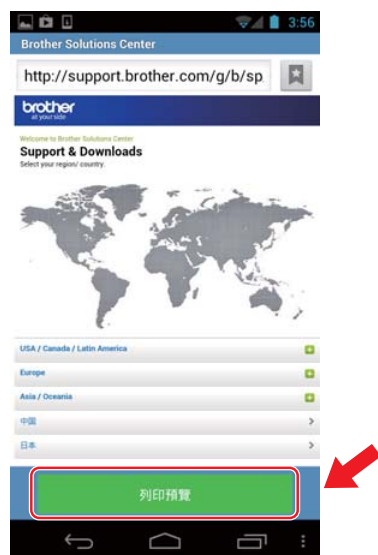 3:56
Brother Solutions Center
http://support.brother.com/g/b/sp
brother
at your side
Welcome to Brother Solutions Center
Support & Downloads
Select your region/ country.
USA / Canada / Latin America
Europe
Asia / Oceania
中国
日本
列印預覽